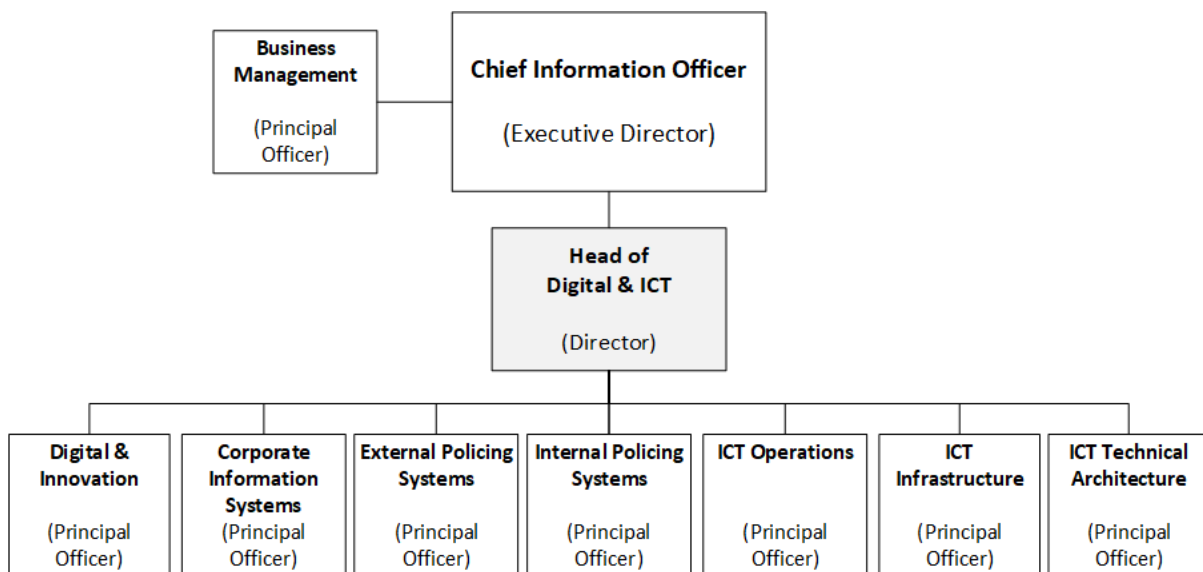 Business
Management
(Principal
Officer)
Chief Information Officer
(Executive Director)
Head of
Digital & ICT
(Director)
Digital &
Innovation
(Principal
Officer)
Corporate
Information
Systems
(Principal
Officer)
External Policing
Systems
(Principal
Officer)
Internal Policing
Systems
(Principal
Officer)
ICT Operations
(Principal
Officer)
ICT
Infrastructure
(Principal
Officer)
ICT Technical
Architecture
(Principal
Officer)